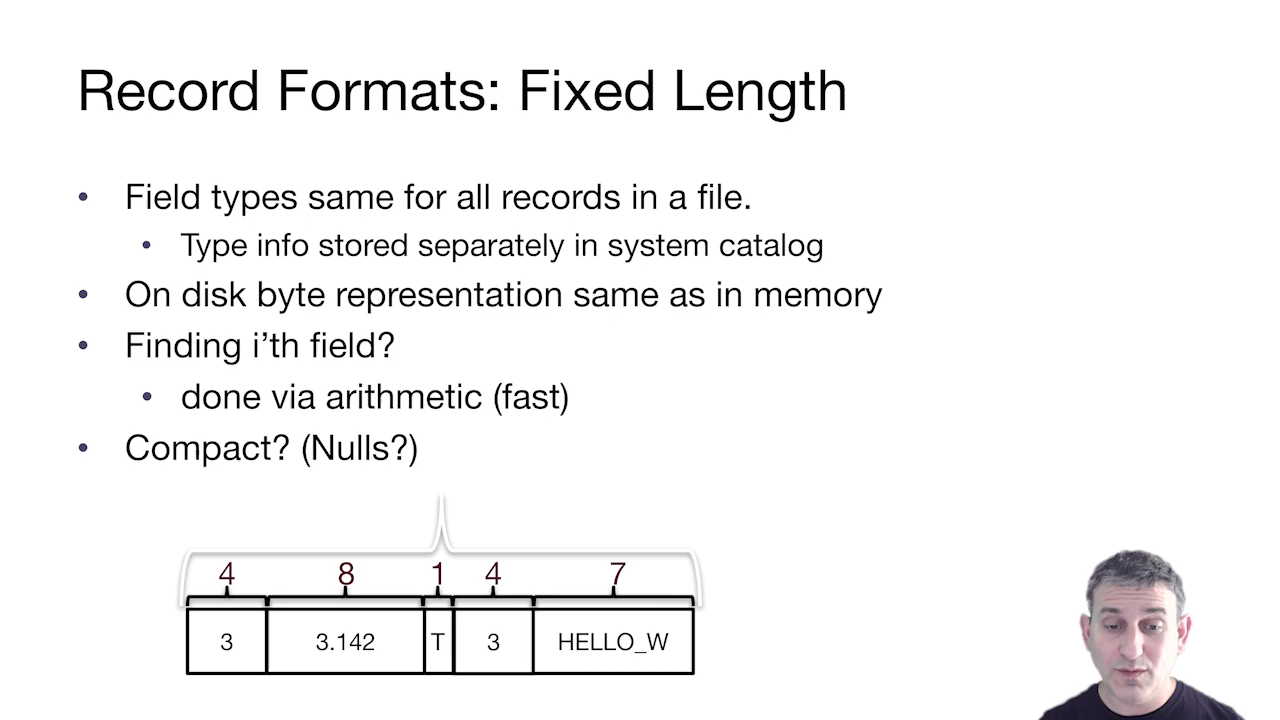 Record Formats: Fixed Length
• Field types same for all records in a file.
• Type info stored separately in system catalog
• On disk byte representation same as in memory
• Finding i’th field?
• done via arithmetic (fast)
• Compact? (Nulls?)
4 8 1 4 7
3 3.142 T 3 HELLO_W